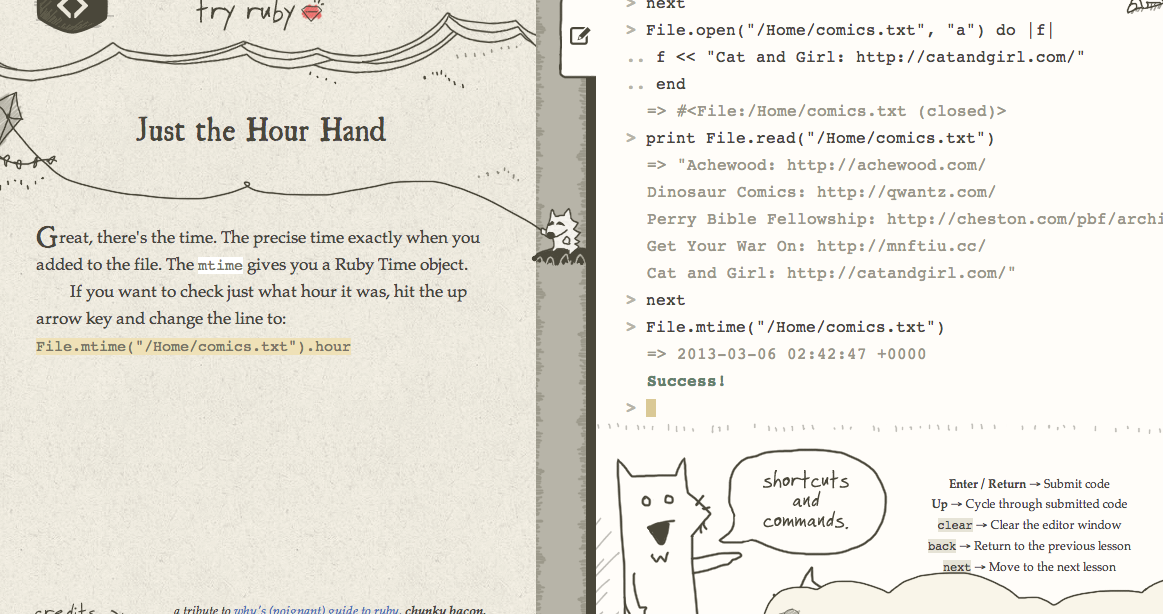 try ruby
Just the Hour Hand
Great, there's the time. The precise time exactly when you
added to the file. The mtime gives you a Ruby Time object.
If you want to check just what hour it was, hit the up
arrow key and change the line to:
File.mtime("/Home/comics.txt").hour
credits >
a tribute to why's (poignant) guide to ruby. chunky bacon.
> next
> File.open("/Home/comics.txt", "a") do |f|
.. f << "Cat and Girl: http://catandgirl.com/"
.. end
=> #<File:/Home/comics.txt (closed)>
> print File.read("/Home/comics.txt")
=> "Achewood: http://achewood.com/
Dinosaur Comics: http://qwantz.com/
Perry Bible Fellowship: http://cheston.com/pbf/archi
Get Your War On: http://mnftiu.cc/
Cat and Girl: http://catandgirl.com/"
> next
> File.mtime("/Home/comics.txt")
=> 2013-03-06 02:42:47 +0000
Success!
>
shortcuts
and
commands.
Enter / Return → Submit code
Up → Cycle through submitted code
clear → Clear the editor window
back → Return to the previous lesson
next → Move to the next lesson